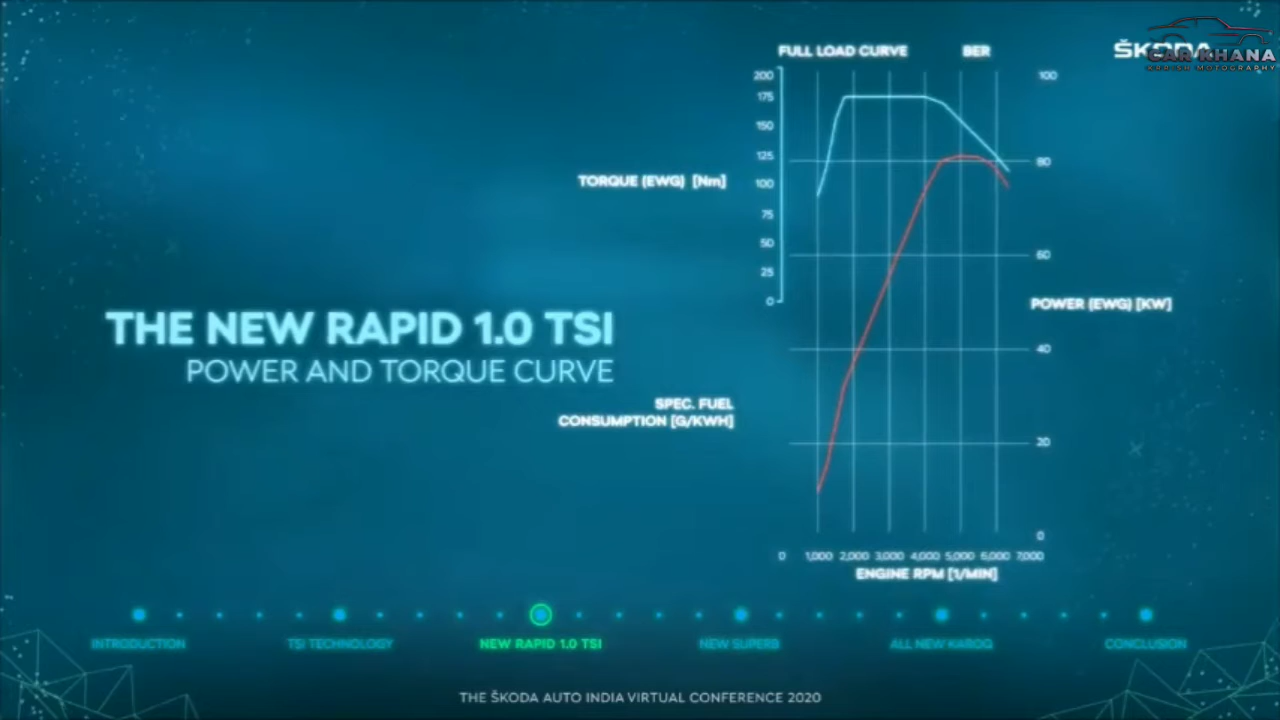 FULL LOAD CURVE BER
ŠKODA
CAR KHANA
KRRISH MOTOGRAPHY
200
175
150
125
100
75
50
25
0
TORQUE (EWG) [Nm]
100
80
60
40
20
0
POWER (EWG) [KW]
THE NEW RAPID 1.0 TSI
POWER AND TORQUE CURVE
SPEC. FUEL
CONSUMPTION [G/KWH]
0 1,000 2,000 3,000 4,000 5,000 6,000 7,000
ENGINE RPM [1/MIN]
INTRODUCTION TSI TECHNOLOGY NEW RAPID 1.0 TSI NEW SUPERB ALL NEW KAROQ CONCLUSION
THE ŠKODA AUTO INDIA VIRTUAL CONFERENCE 2020